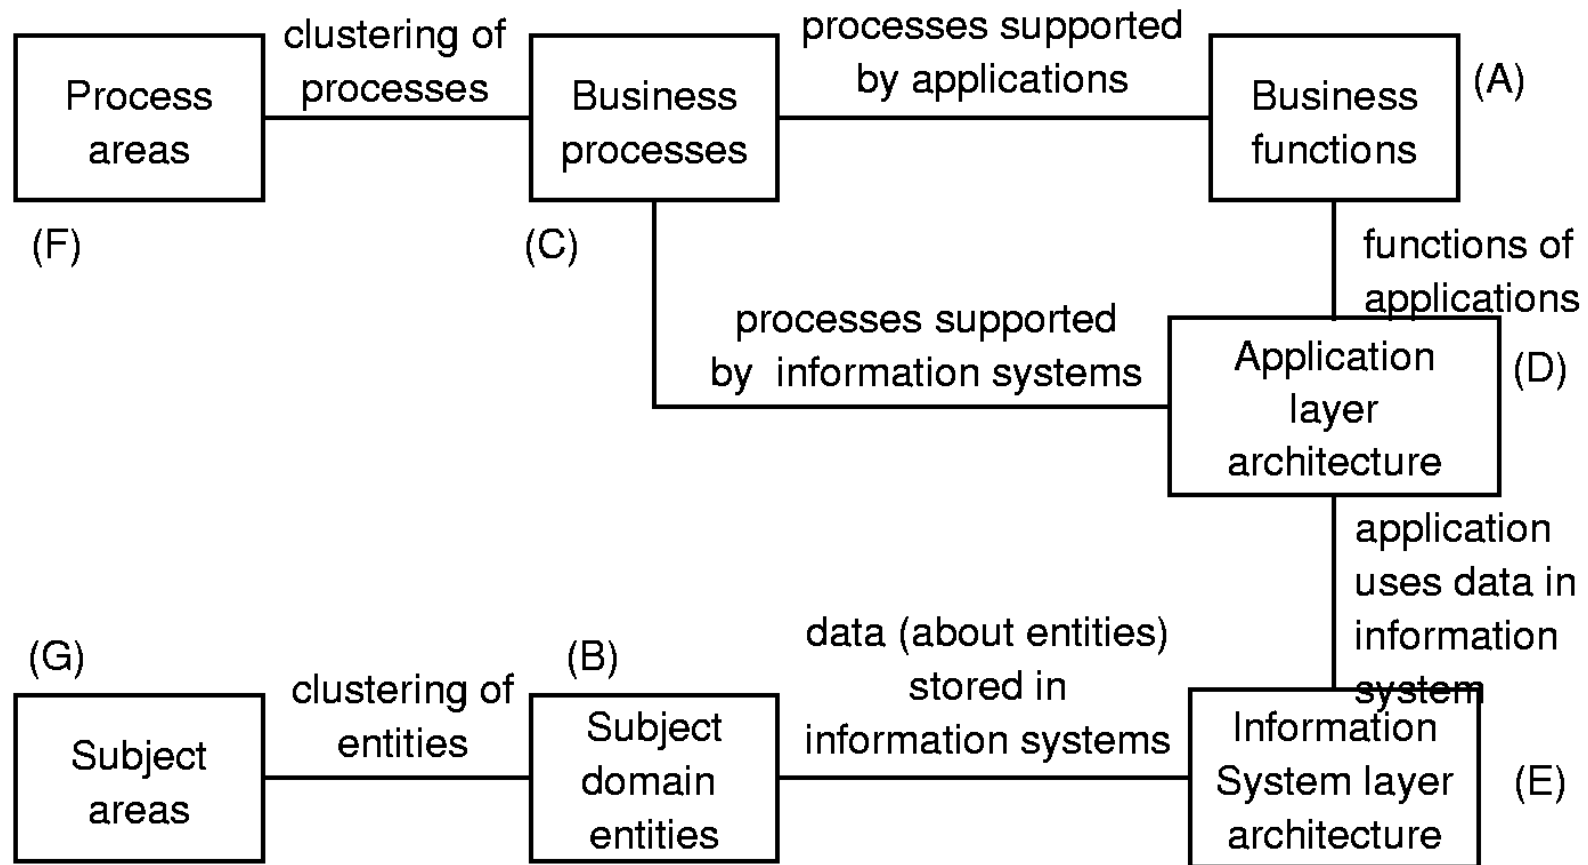 clustering of
processes
processes supported
by applications
Process
areas
Business
processes
Business
functions
(A)
(F)
(C)
functions of
applications
processes supported
by information systems
Application
layer
architecture
(D)
application
uses data in
information
system
(G)
clustering of
entities
(B)
data (about entities)
stored in
information systems
Subject
areas
Subject
domain
entities
Information
System layer
architecture
(E)